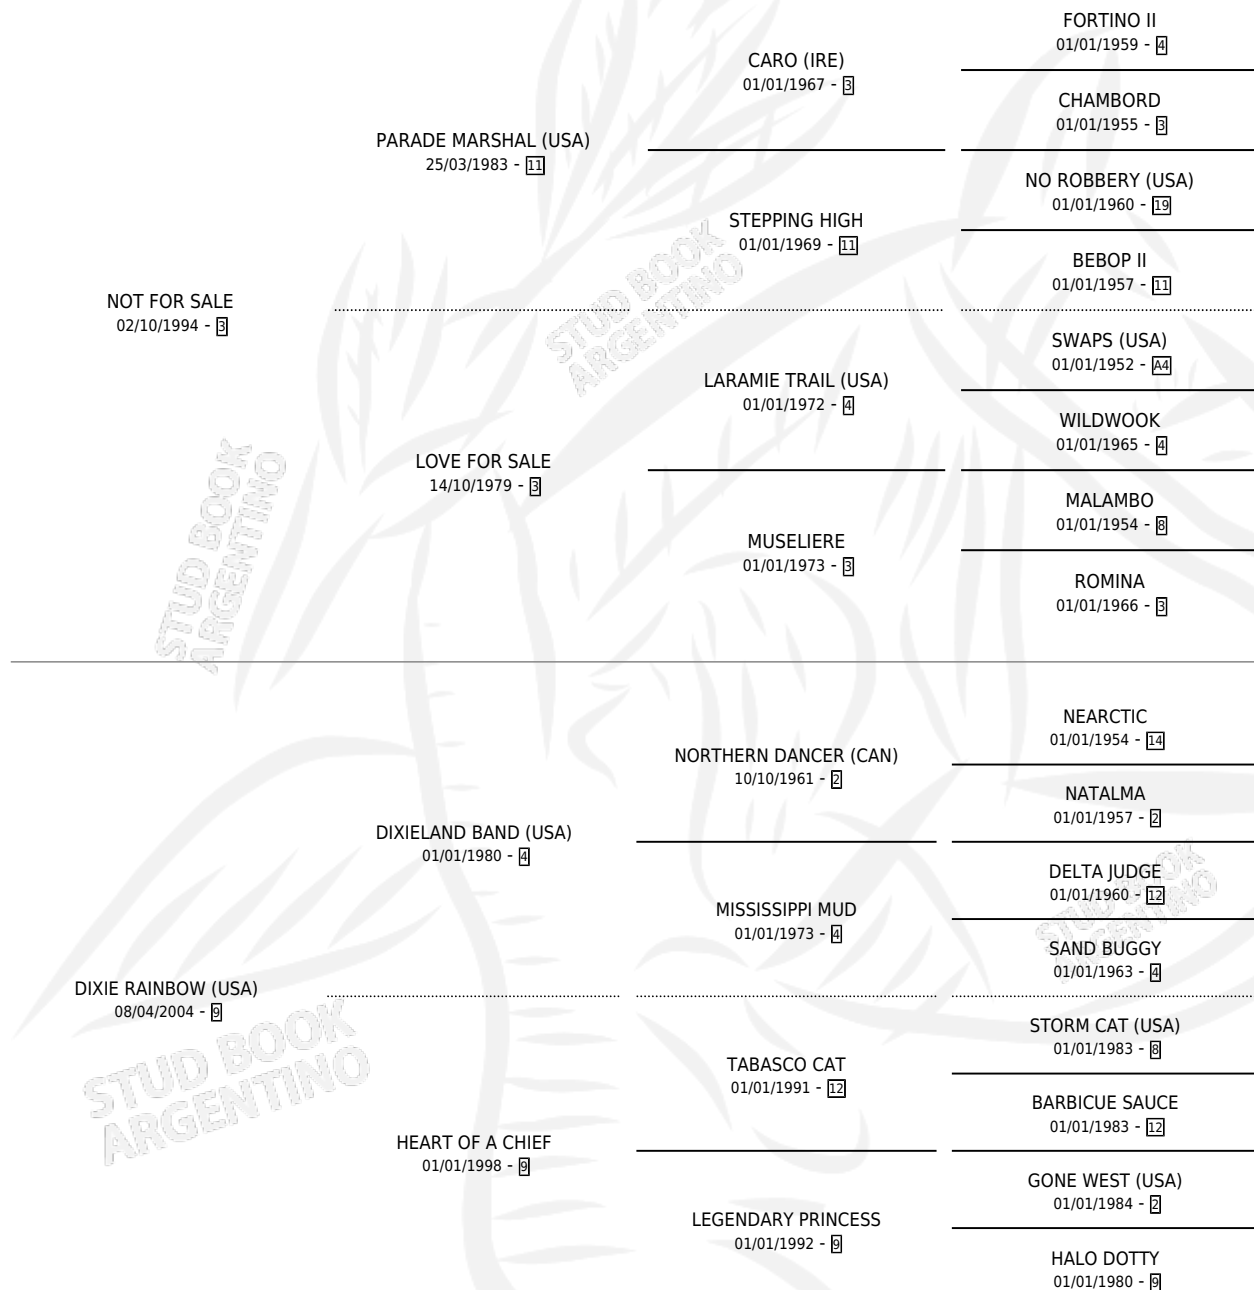 FORTINO II
01/01/1959 - 4
CARO (IRE)
01/01/1967 - 3
CHAMBORD
01/01/1955 - 3
PARADE MARSHAL (USA)
25/03/1983 - 11
NO ROBBERY (USA)
01/01/1960 - 19
STEPPING HIGH
01/01/1969 - 11
BEBOP II
01/01/1957 - 11
NOT FOR SALE
02/10/1994 - 3
STUD BOOK
ARGENTINO
SWAPS (USA)
01/01/1952 - A4
LARAMIE TRAIL (USA)
01/01/1972 - 4
WILDWOOK
01/01/1965 - 4
LOVE FOR SALE
14/10/1979 - 3
MALAMBO
01/01/1954 - 8
MUSELIERE
01/01/1973 - 3
ROMINA
01/01/1966 - 3
STUD BOOK
ARGENTINO
NEARCTIC
01/01/1954 - 14
NORTHERN DANCER (CAN)
10/10/1961 - 2
NATALMA
01/01/1957 - 2
DIXIELAND BAND (USA)
01/01/1980 - 4
DELTA JUDGE
01/01/1960 - 12
MISSISSIPPI MUD
01/01/1973 - 4
SAND BUGGY
01/01/1963 - 4
STUD BOOK
ARGENTINO
DIXIE RAINBOW (USA)
08/04/2004 - 9
STUD BOOK
ARGENTINO
STORM CAT (USA)
01/01/1983 - 8
TABASCO CAT
01/01/1991 - 12
BARBICUE SAUCE
01/01/1983 - 12
HEART OF A CHIEF
01/01/1998 - 9
GONE WEST (USA)
01/01/1984 - 2
LEGENDARY PRINCESS
01/01/1992 - 9
HALO DOTTY
01/01/1980 - 9